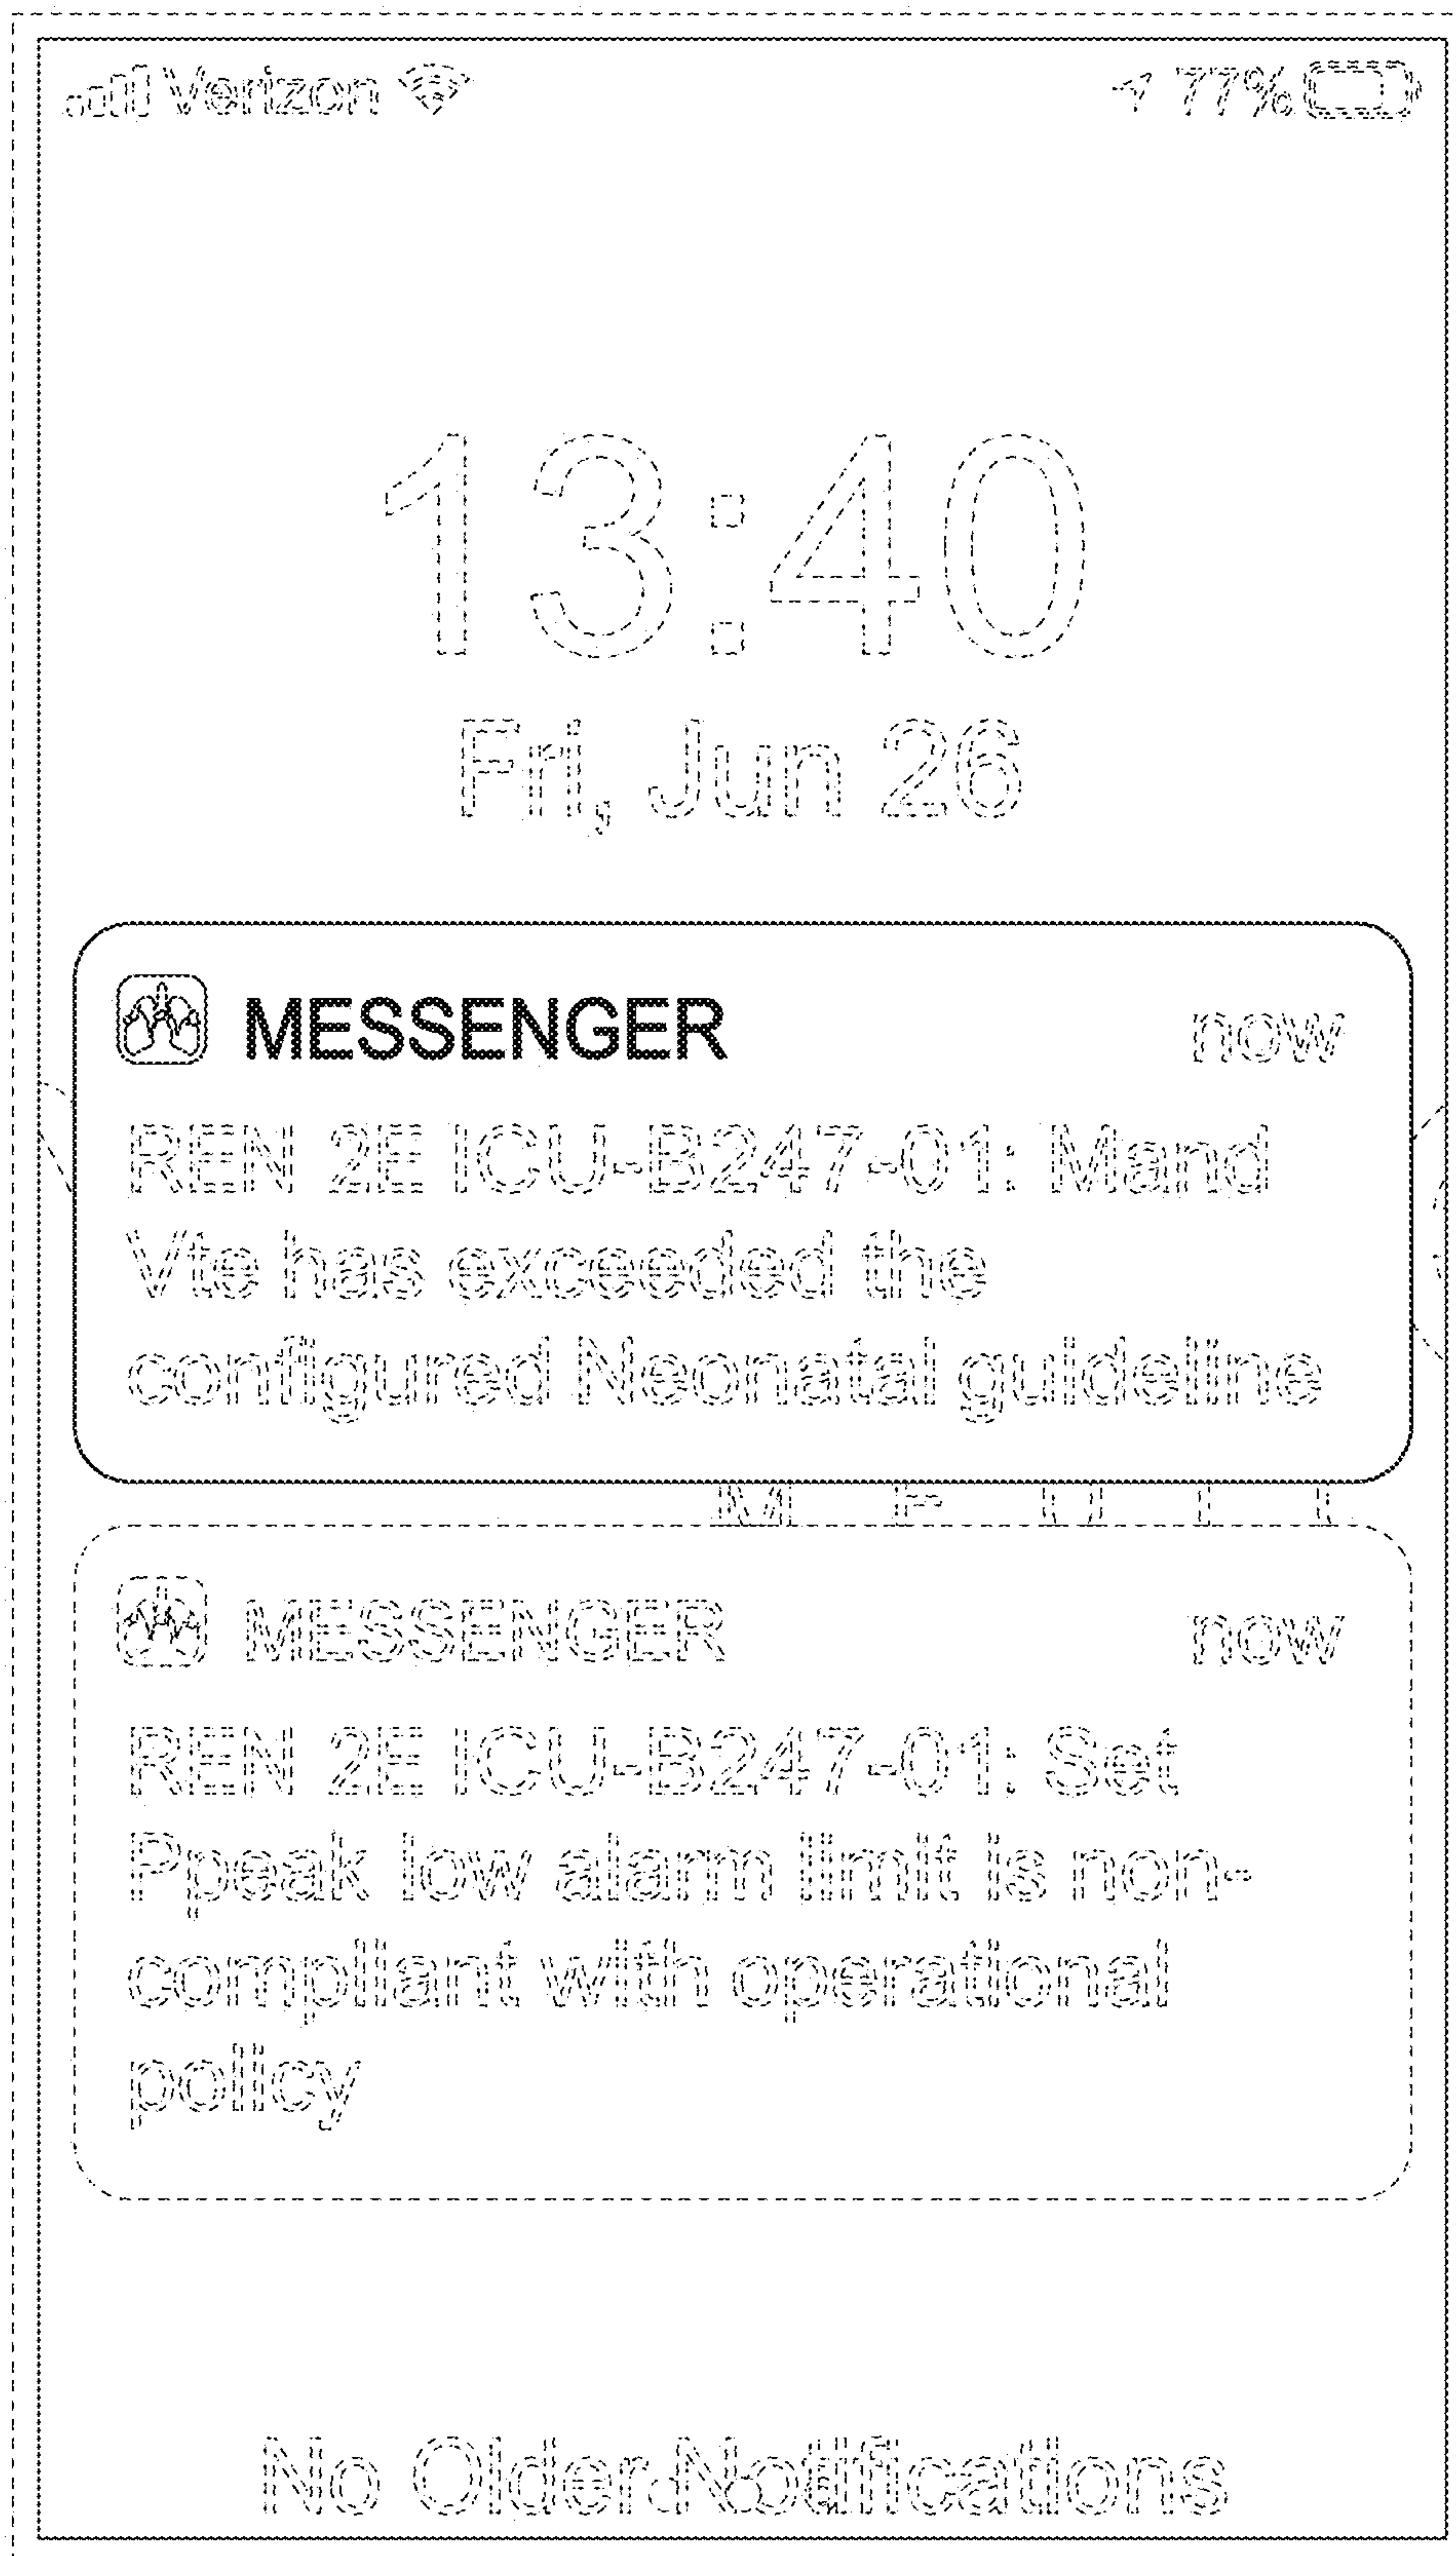 Verizon 77%
13:40
Fri, Jun 26
MESSENGER now
REN 2E ICU-B247-01: Mand
Vte has exceeded the
configured Neonatal guideline
MESSENGER now
REN 2E ICU-B247-01: Set
Ppeak low alarm limit is non-
compliant with operational
policy
No Older Notifications